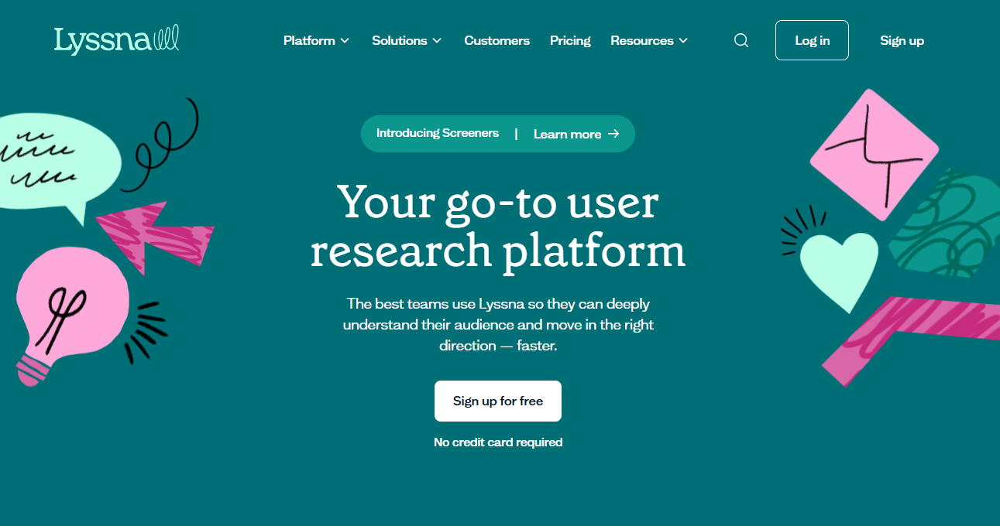 Lyssna
Platform Solutions Customers Pricing Resources Log in Sign up
Introducing Screeners | Learn more →
Your go-to user
research platform
The best teams use Lyssna so they can deeply
understand their audience and move in the right
direction — faster.
Sign up for free
No credit card required